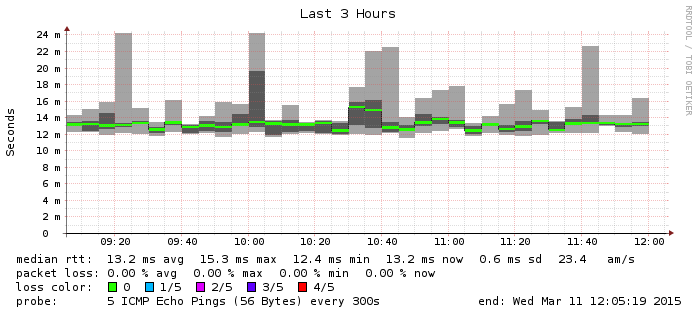 Last 3 Hours
RRDTOOL / TOBI OETIKER
Seconds
24 m
22 m
20 m
18 m
16 m
14 m
12 m
10 m
8 m
6 m
4 m
2 m
0
09:20 09:40 10:00 10:20 10:40 11:00 11:20 11:40 12:00
median rtt: 13.2 ms avg 15.3 ms max 12.4 ms min 13.2 ms now 0.6 ms sd 23.4 am/s
packet loss: 0.00 % avg 0.00 % max 0.00 % min 0.00 % now
loss color: 0 1/5 2/5 3/5 4/5
probe: 5 ICMP Echo Pings (56 Bytes) every 300s end: Wed Mar 11 12:05:19 2015